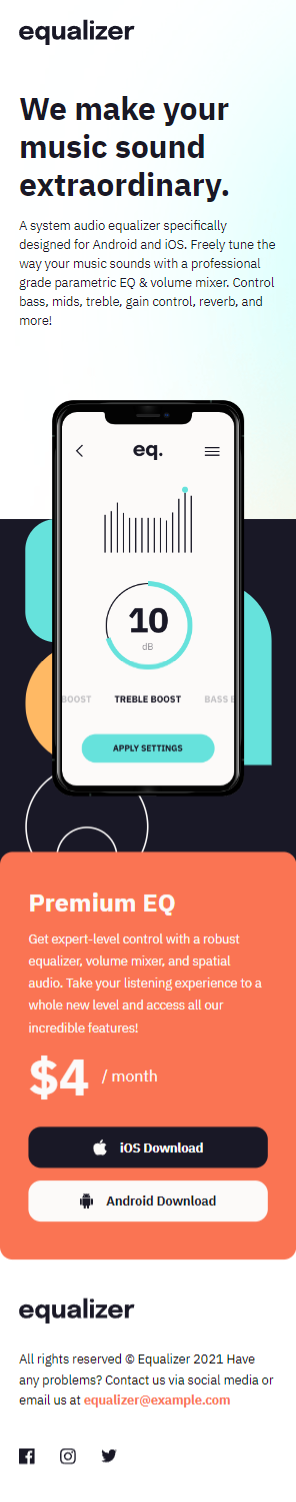 equalizer
We make your
music sound
extraordinary.
A system audio equalizer specifically
designed for Android and iOS. Freely tune the
way your music sounds with a professional
grade parametric EQ & volume mixer. Control
bass, mids, treble, gain control, reverb, and
more!
eq.
10
dB
BOOST TREBLE BOOST BASS B
APPLY SETTINGS
Premium EQ
Get expert-level control with a robust
equalizer, volume mixer, and spatial
audio. Take your listening experience to a
whole new level and access all our
incredible features!
$4 / month
iOS Download
Android Download
equalizer
All rights reserved © Equalizer 2021 Have
any problems? Contact us via social media or
email us at equalizer@example.com